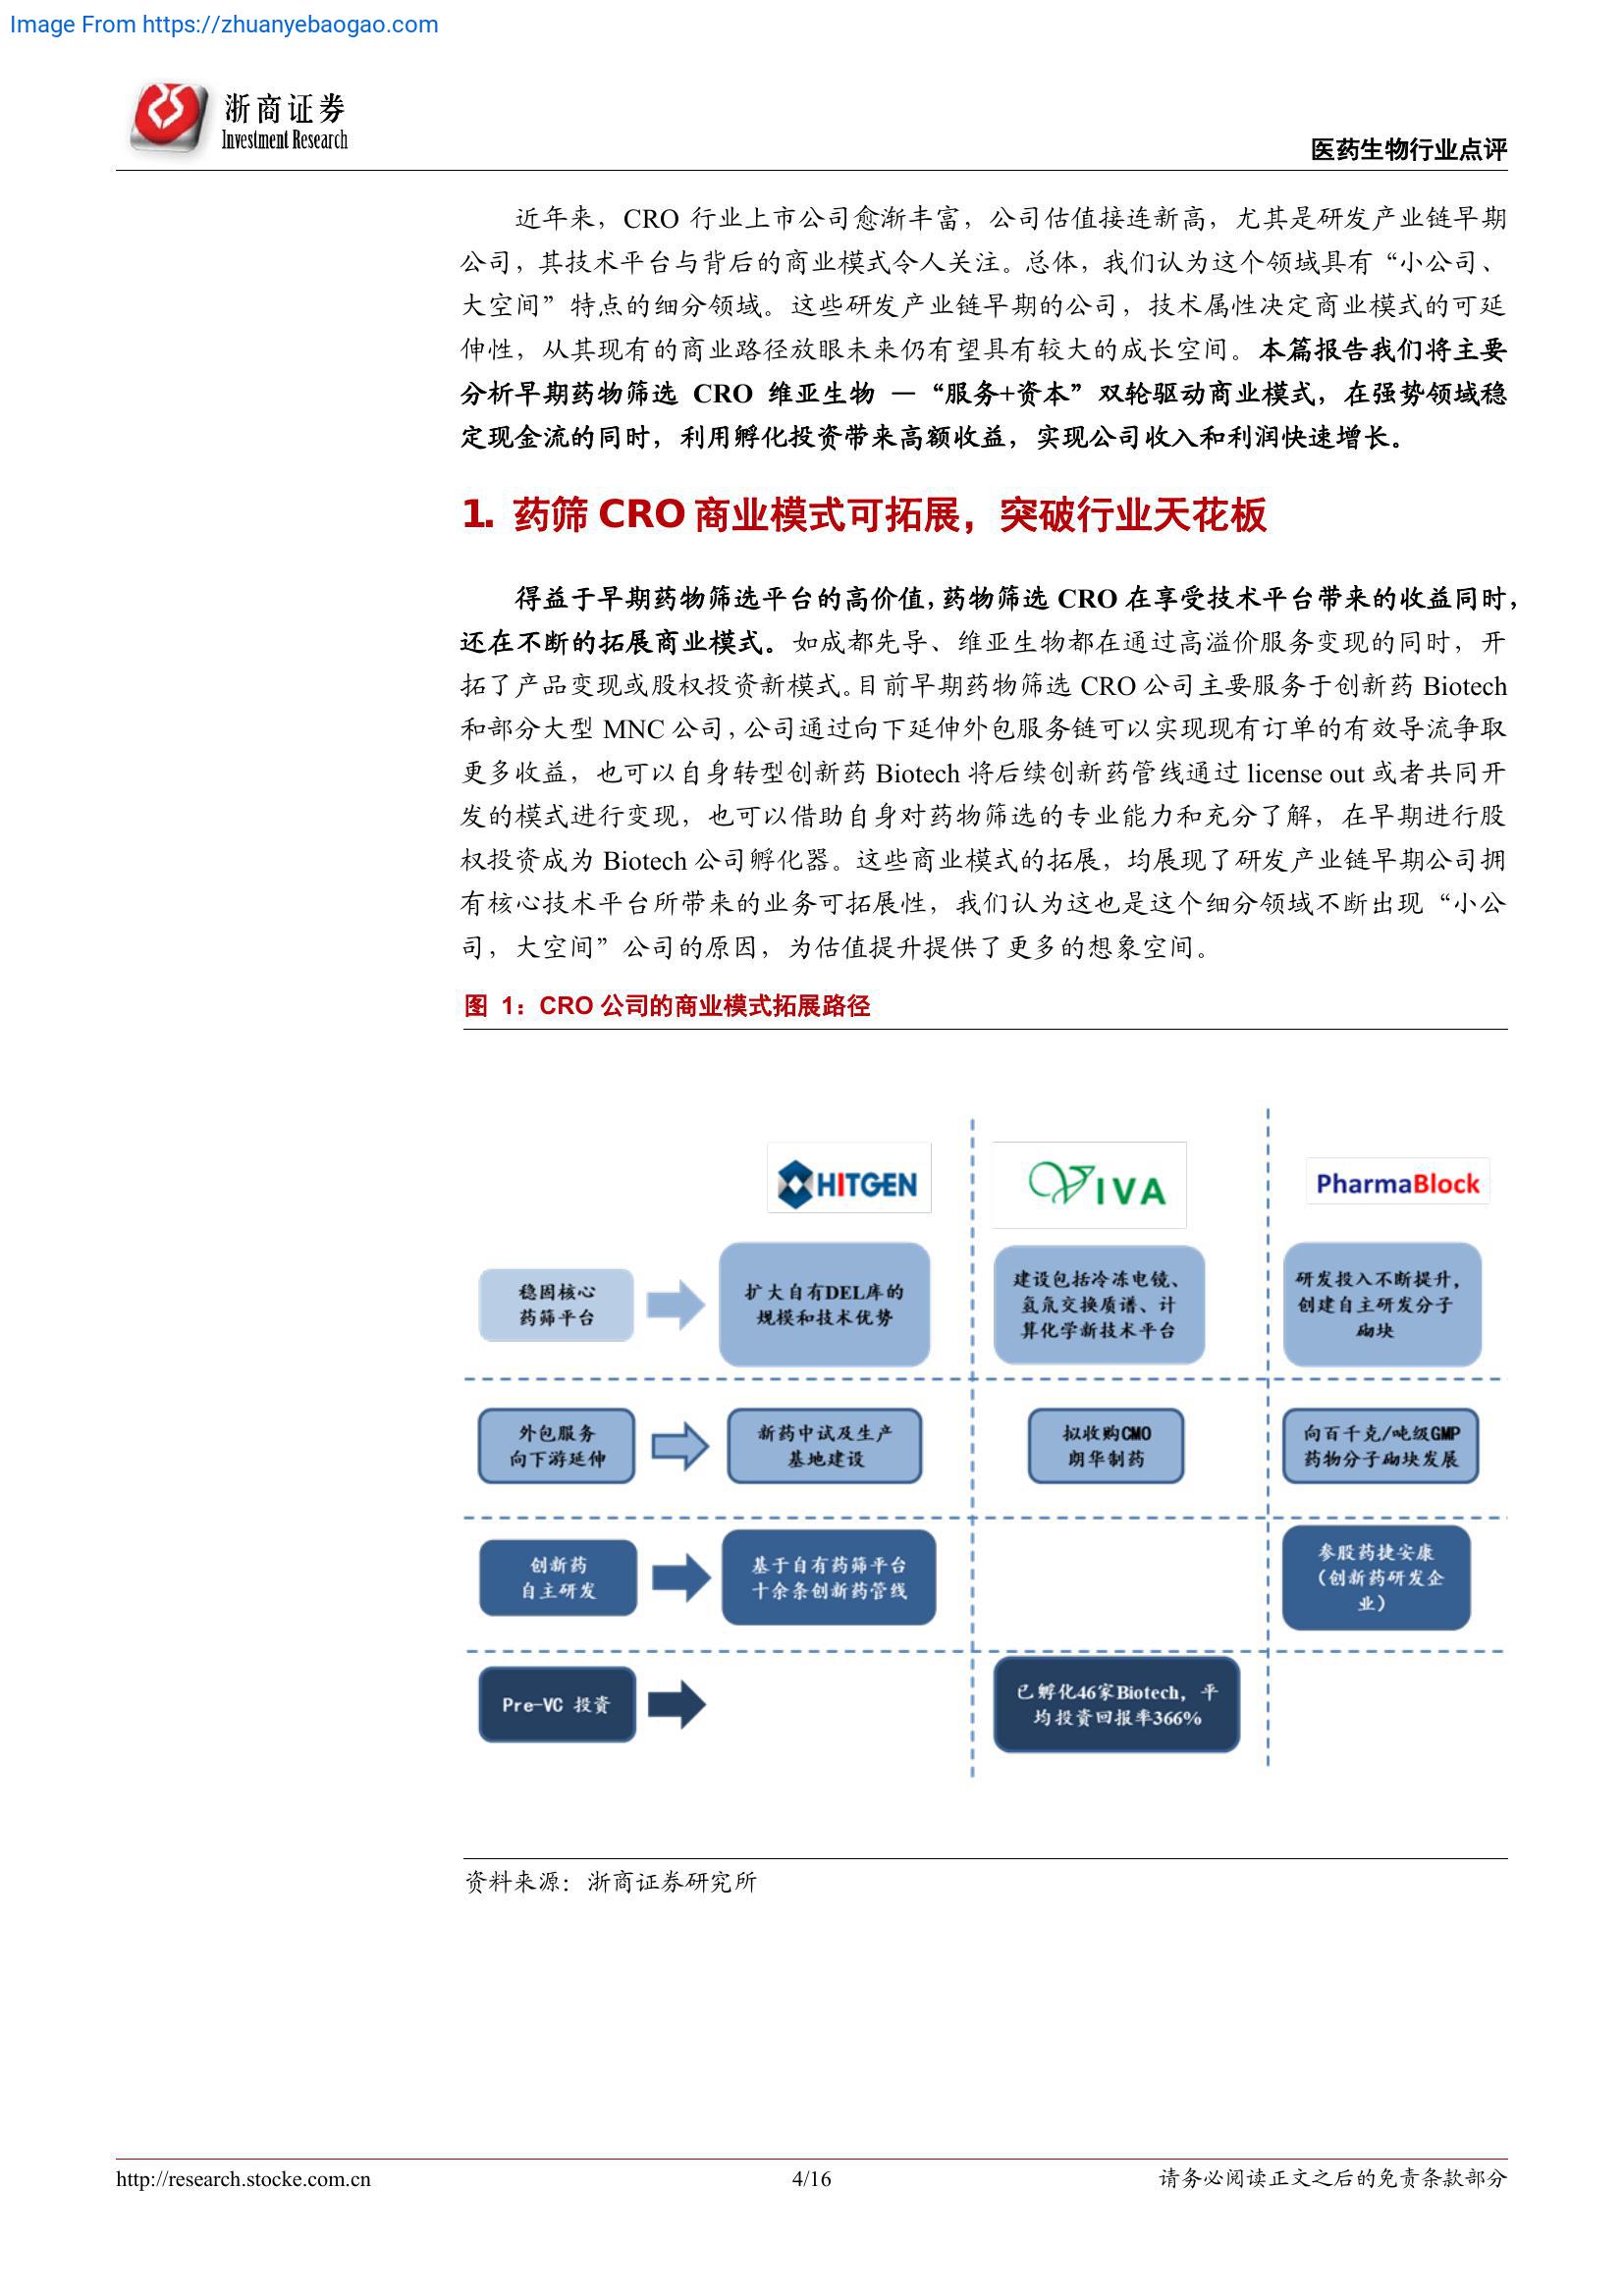 Image From https://zhuanyebaogao.com
浙商证券
Investment Research
医药生物行业点评
近年来，CRO 行业上市公司愈渐丰富，公司估值接连新高，尤其是研发产业链早期
公司，其技术平台与背后的商业模式令人关注。总体，我们认为这个领域具有“小公司、
大空间”特点的细分领域。这些研发产业链早期的公司，技术属性决定商业模式的可延
伸性，从其现有的商业路径放眼未来仍有望具有较大的成长空间。本篇报告我们将主要
分析早期药物筛选 CRO 维亚生物 —“服务+资本”双轮驱动商业模式，在强势领域稳
定现金流的同时，利用孵化投资带来高额收益，实现公司收入和利润快速增长。
1. 药筛 CRO 商业模式可拓展，突破行业天花板
得益于早期药物筛选平台的高价值，药物筛选 CRO 在享受技术平台带来的收益同时，
还在不断的拓展商业模式。如成都先导、维亚生物都在通过高溢价服务变现的同时，开
拓了产品变现或股权投资新模式。目前早期药物筛选 CRO 公司主要服务于创新药 Biotech
和部分大型 MNC 公司，公司通过向下延伸外包服务链可以实现现有订单的有效导流争取
更多收益，也可以自身转型创新药 Biotech 将后续创新药管线通过 license out 或者共同开
发的模式进行变现，也可以借助自身对药物筛选的专业能力和充分了解，在早期进行股
权投资成为 Biotech 公司孵化器。这些商业模式的拓展，均展现了研发产业链早期公司拥
有核心技术平台所带来的业务可拓展性，我们认为这也是这个细分领域不断出现“小公
司，大空间”公司的原因，为估值提升提供了更多的想象空间。
图 1：CRO 公司的商业模式拓展路径
HITGEN
VIVA
PharmaBlock
稳固核心
药筛平台
扩大自有DEL库的
规模和技术优势
建设包括冷冻电镜、
氢氘交换质谱、计
算化学新技术平台
研发投入不断提升，
创建自主研发分子
砌块
外包服务
向下游延伸
新药中试及生产
基地建设
拟收购CMO
朗华制药
向百千克/吨级GMP
药物分子砌块发展
创新药
自主研发
基于自有药筛平台
十余条创新药管线
参股药捷安康
（创新药研发企
业）
Pre-VC 投资
已孵化46家Biotech，平
均投资回报率366%
资料来源：浙商证券研究所
http://research.stocke.com.cn
4/16
请务必阅读正文之后的免责条款部分